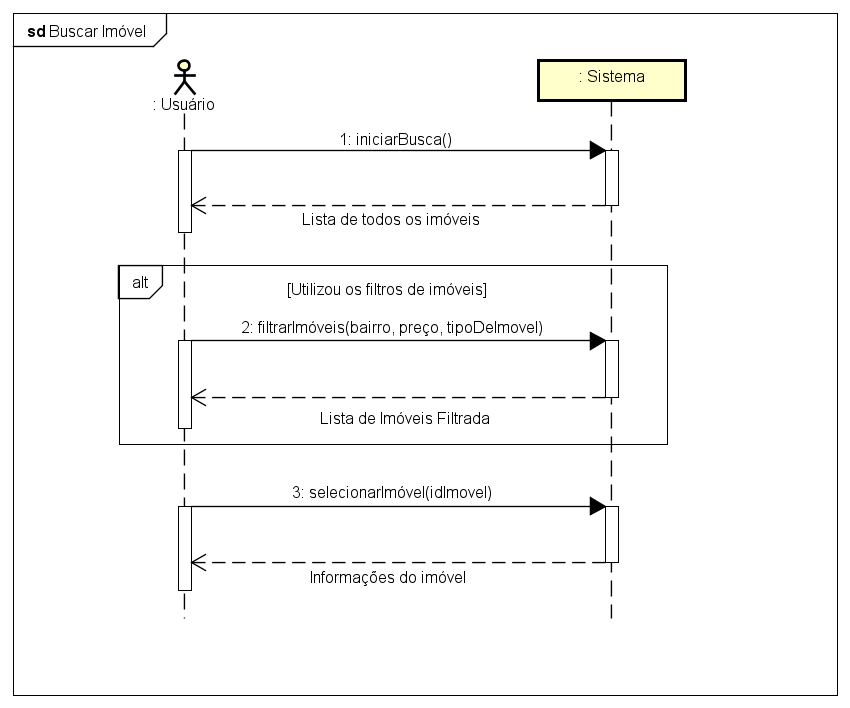 sd Buscar Imóvel
: Usuário
: Sistema
1: iniciarBusca()
Lista de todos os imóveis
alt
[Utilizou os filtros de imóveis]
2: filtrarImóveis(bairro, preço, tipoDeImovel)
Lista de Imóveis Filtrada
3: selecionarImóvel(idImovel)
Informações do imóvel